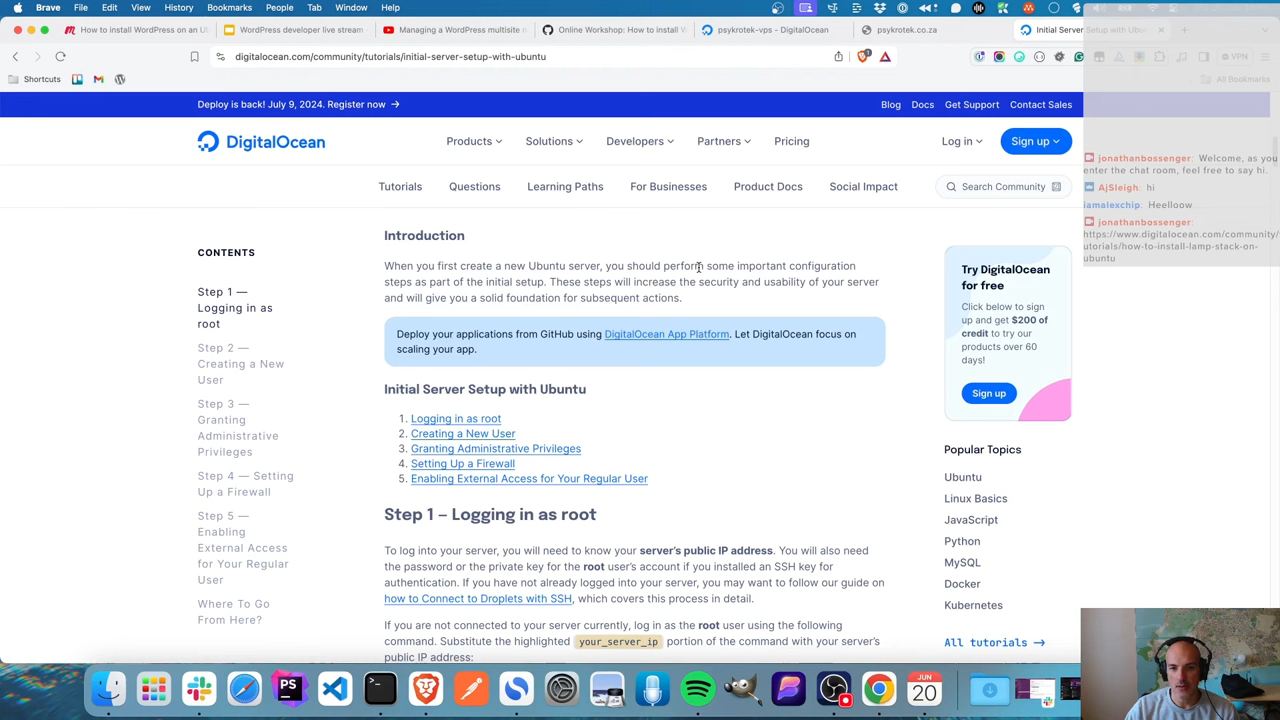 Brave File Edit View History Bookmarks People Tab Window Help
How to install WordPress on an Ub
WordPress developer live stream
Managing a WordPress multisite n
Online Workshop: How to install W
psykrotek-vps - DigitalOcean
psykrotek.co.za
Initial Server Setup with Ubu
digitalocean.com/community/tutorials/initial-server-setup-with-ubuntu
VPN
Shortcuts
All Bookmarks
Deploy is back! July 9, 2024. Register now →
Blog Docs Get Support Contact Sales
DigitalOcean
Products Solutions Developers Partners Pricing
Log in Sign up
Tutorials Questions Learning Paths For Businesses Product Docs Social Impact
Search Community
CONTENTS
Step 1 —
Logging in as
root
Step 2 —
Creating a New
User
Step 3 —
Granting
Administrative
Privileges
Step 4 — Setting
Up a Firewall
Step 5 —
Enabling
External Access
for Your Regular
User
Where To Go
From Here?
Introduction
When you first create a new Ubuntu server, you should perform some important configuration
steps as part of the initial setup. These steps will increase the security and usability of your server
and will give you a solid foundation for subsequent actions.
Deploy your applications from GitHub using DigitalOcean App Platform. Let DigitalOcean focus on
scaling your app.
Initial Server Setup with Ubuntu
1. Logging in as root
2. Creating a New User
3. Granting Administrative Privileges
4. Setting Up a Firewall
5. Enabling External Access for Your Regular User
Step 1 — Logging in as root
To log into your server, you will need to know your server's public IP address. You will also need
the password or the private key for the root user's account if you installed an SSH key for
authentication. If you have not already logged into your server, you may want to follow our guide on
how to Connect to Droplets with SSH, which covers this process in detail.
If you are not connected to your server currently, log in as the root user using the following
command. Substitute the highlighted your_server_ip portion of the command with your server's
public IP address:
Try DigitalOcean
for free
Click below to sign
up and get $200 of
credit to try our
products over 60
days!
Sign up
Popular Topics
Ubuntu
Linux Basics
JavaScript
Python
MySQL
Docker
Kubernetes
All tutorials →
jonathanbossenger: Welcome, as you
enter the chat room, feel free to say hi.
AjSleigh: hi
iamalexchip: Heelloow
jonathanbossenger:
https://www.digitalocean.com/community/
utorials/how-to-install-lamp-stack-on-
ubuntu
PS
JUN
20